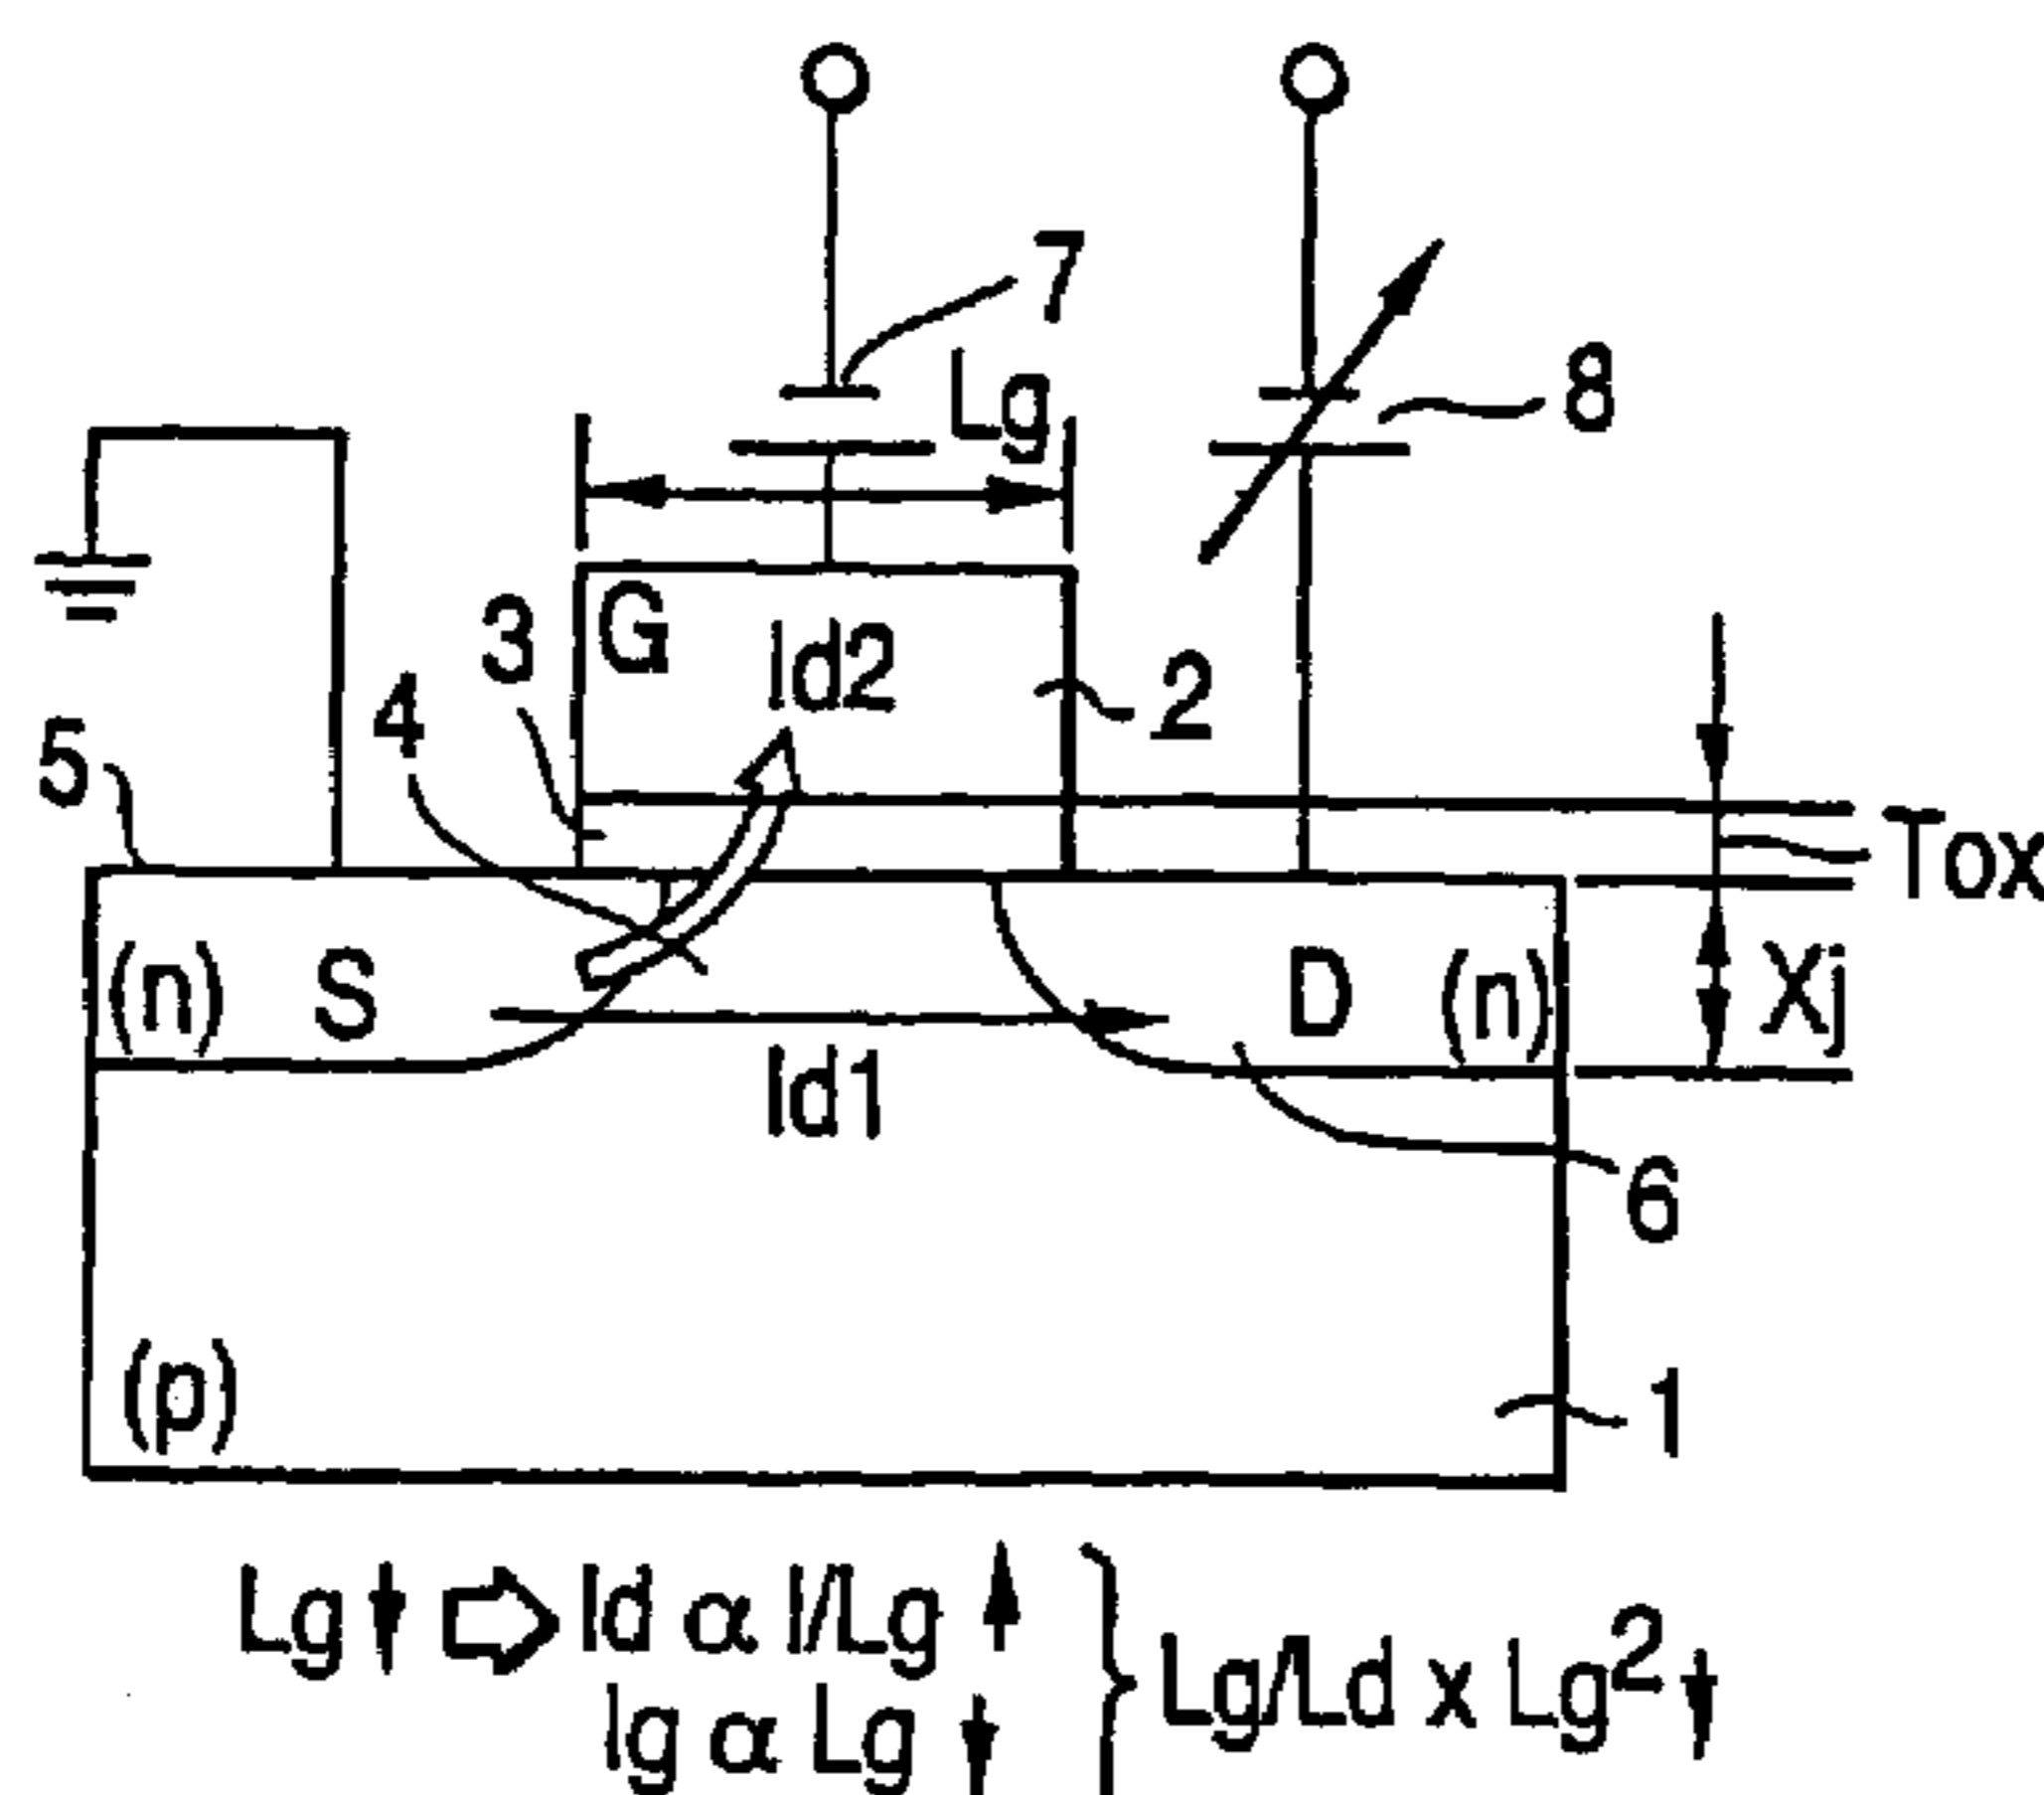 7
Lg
8
3
G
Id2
2
4
5
Tox
(n)
S
D
(n)
Xj
Id1
6
(p)
1
Lg ↓ ⇨ Id α I/Lg ↑
Ig α Lg ↓
} Lg/Ld x Lg² ↓